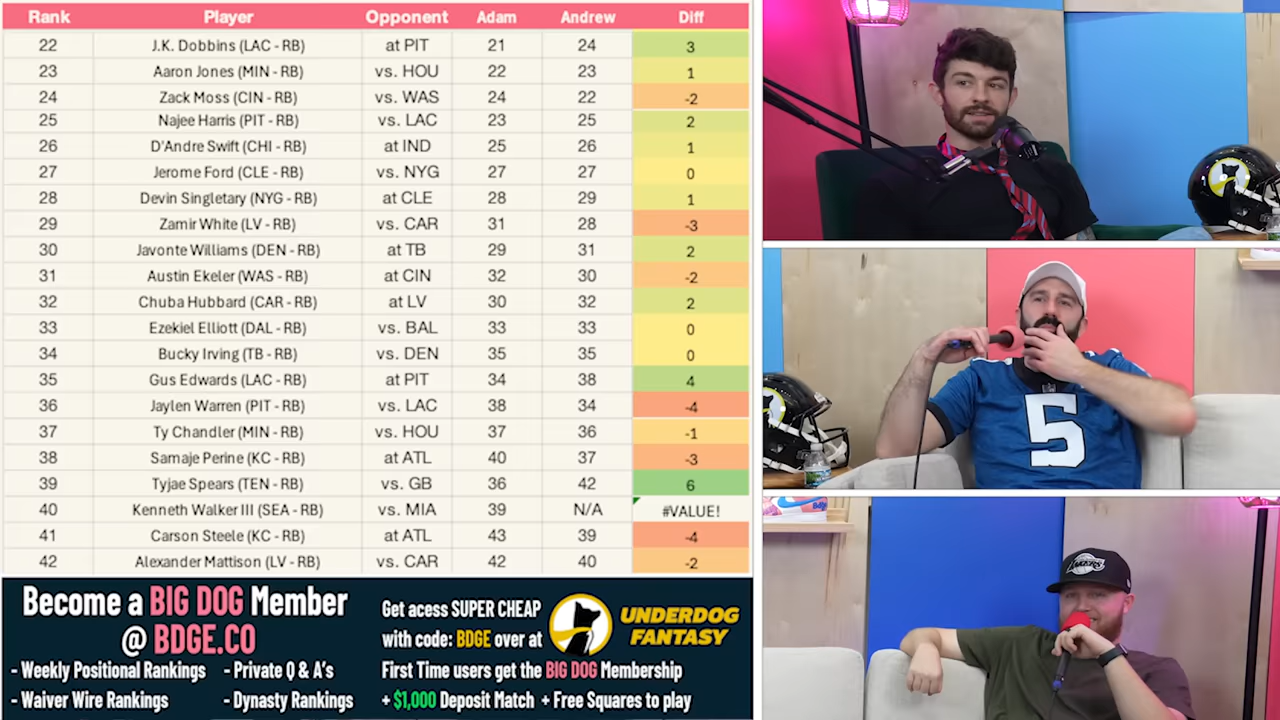 Rank Player Opponent Adam Andrew Diff
22 J.K. Dobbins (LAC - RB) at PIT 21 24 3
23 Aaron Jones (MIN - RB) vs. HOU 22 23 1
24 Zack Moss (CIN - RB) vs. WAS 24 22 -2
25 Najee Harris (PIT - RB) vs. LAC 23 25 2
26 D'Andre Swift (CHI - RB) at IND 25 26 1
27 Jerome Ford (CLE - RB) vs. NYG 27 27 0
28 Devin Singletary (NYG - RB) at CLE 28 29 1
29 Zamir White (LV - RB) vs. CAR 31 28 -3
30 Javonte Williams (DEN - RB) at TB 29 31 2
31 Austin Ekeler (WAS - RB) at CIN 32 30 -2
32 Chuba Hubbard (CAR - RB) at LV 30 32 2
33 Ezekiel Elliott (DAL - RB) vs. BAL 33 33 0
34 Bucky Irving (TB - RB) vs. DEN 35 35 0
35 Gus Edwards (LAC - RB) at PIT 34 38 4
36 Jaylen Warren (PIT - RB) vs. LAC 38 34 -4
37 Ty Chandler (MIN - RB) vs. HOU 37 36 -1
38 Samaje Perine (KC - RB) at ATL 40 37 -3
39 Tyjae Spears (TEN - RB) vs. GB 36 42 6
40 Kenneth Walker III (SEA - RB) vs. MIA 39 N/A #VALUE!
41 Carson Steele (KC - RB) at ATL 43 39 -4
42 Alexander Mattison (LV - RB) vs. CAR 42 40 -2
Become a BIG DOG Member
@ BDGE.CO
- Weekly Positional Rankings - Private Q & A's
- Waiver Wire Rankings - Dynasty Rankings
Get acess SUPER CHEAP
with code: BDGE over at
UNDERDOG
FANTASY
First Time users get the BIG DOG Membership
+ $1,000 Deposit Match + Free Squares to play
5
LAKERS